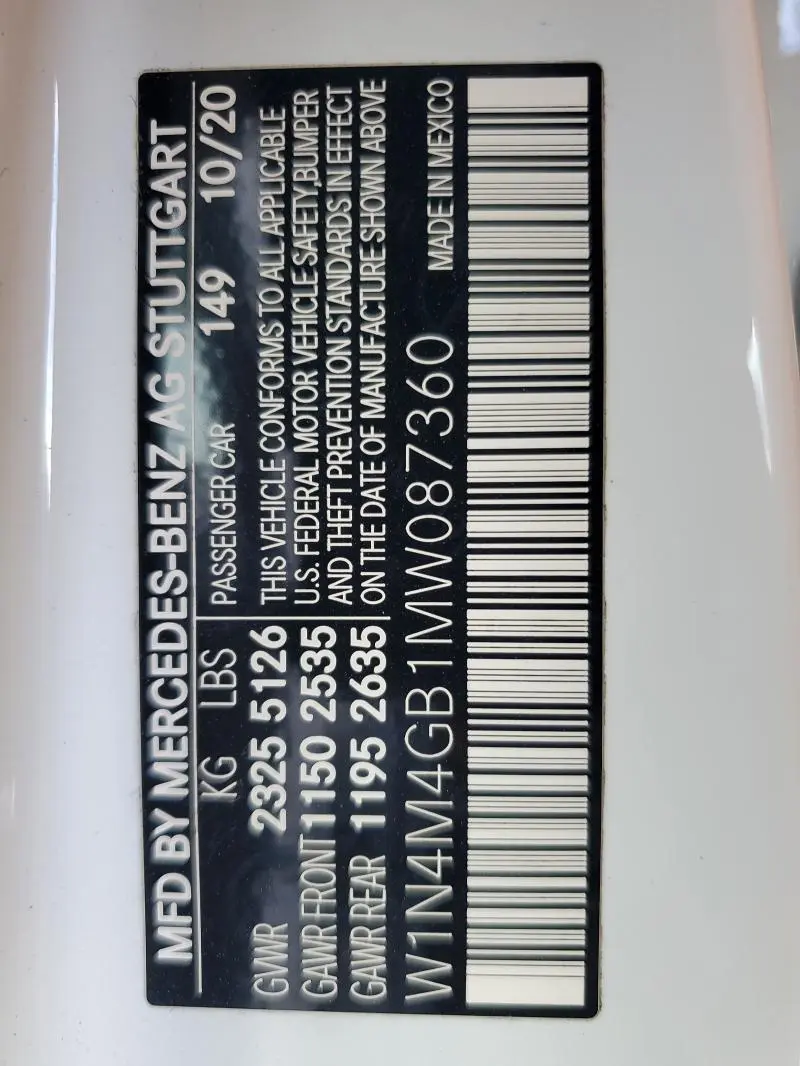 MFD BY MERCEDES-BENZ AG STUTTGART
KG LBS PASSENGER CAR 149 10/20
GVWR 2325 5126 THIS VEHICLE CONFORMS TO ALL APPLICABLE
U.S. FEDERAL MOTOR VEHICLE SAFETY,BUMPER
GAWR FRONT 1150 2535 AND THEFT PREVENTION STANDARDS IN EFFECT
GAWR REAR 1195 2635 ON THE DATE OF MANUFACTURE SHOWN ABOVE
W1N4M4GB1MW087360 MADE IN MEXICO